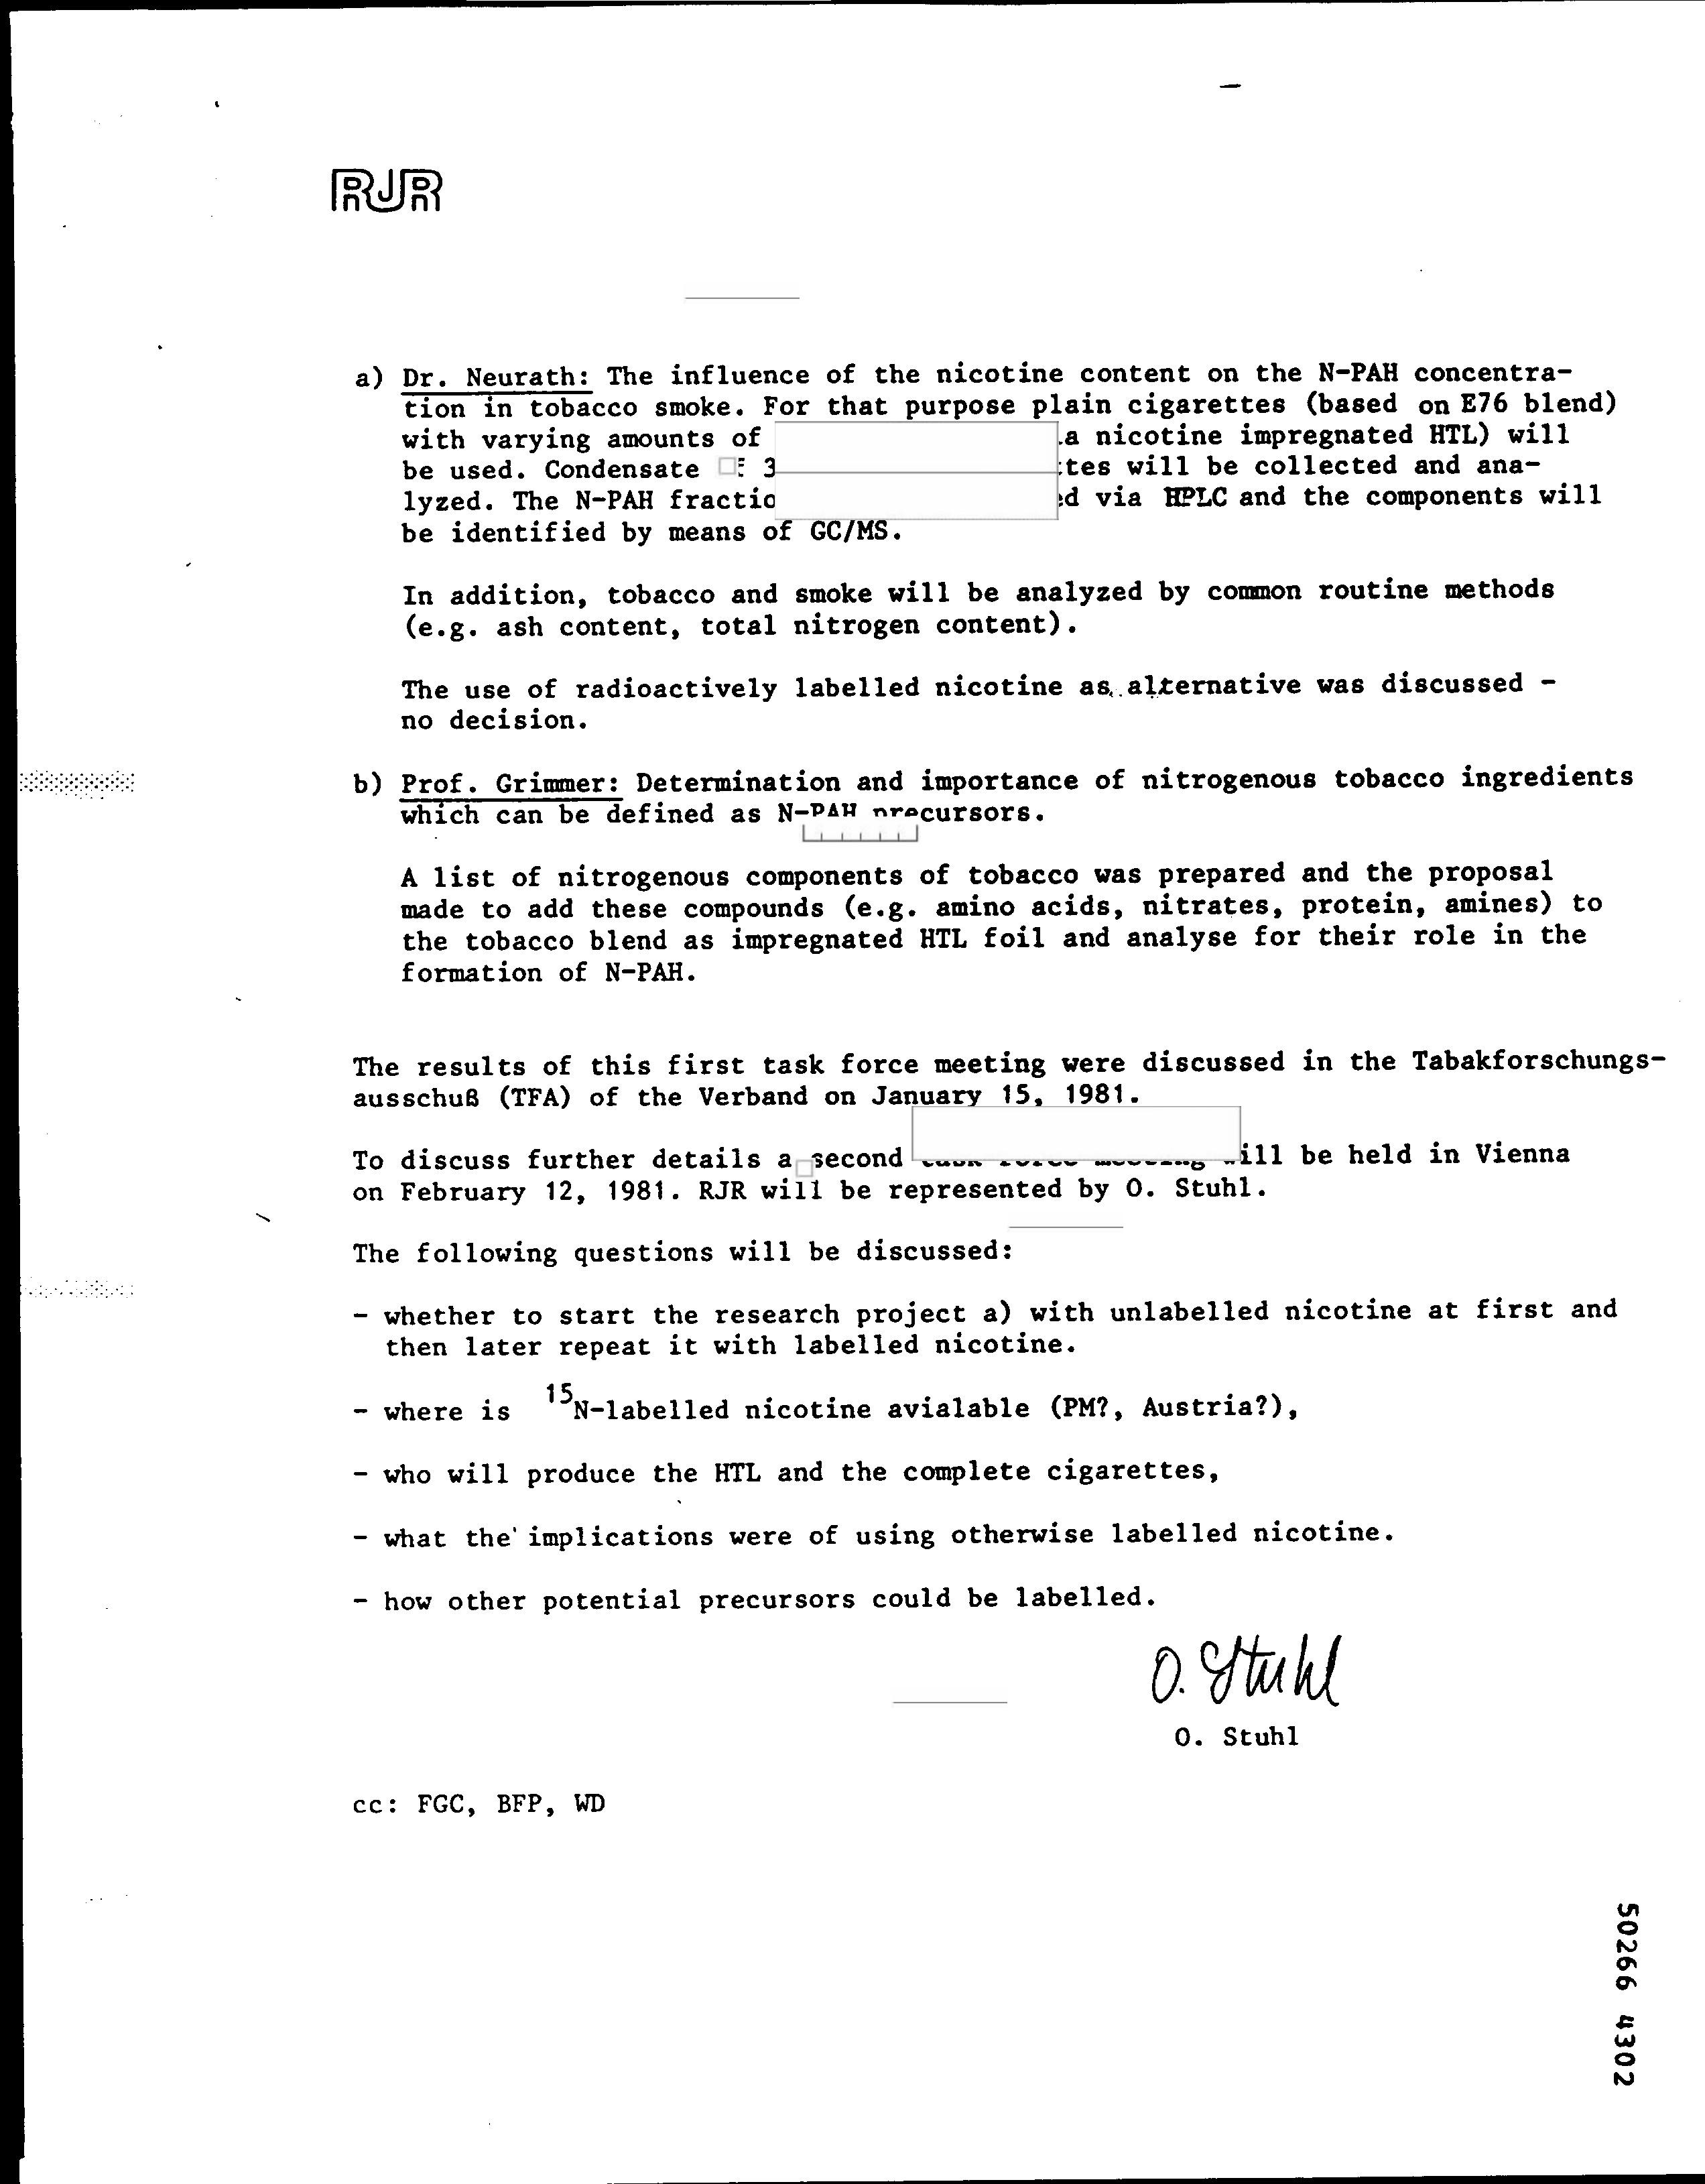 RJR
a) Dr. Neurath: The influence of the nicotine content on the N-PAH concentra-
tion in tobacco smoke. For that purpose plain cigarettes (based on E76 blend)
with varying amounts of nicotine impregnated HTL) will
be used. Condensate will be collected and ana-
lyzed. The N-PAH via HPLC and the components will
be identified by means of GC/MS.
In addition, tobacco and smoke will be analyzed by common routine methods
(e.g. ash content, total nitrogen content).
The use of radioactively labelled nicotine as alternative was discussed -
no decision.
b) Prof. Grimmer: Determination and importance of nitrogenous tobacco ingredients
which can be defined as N-PAH precursors.
A list of nitrogenous components of tobacco was prepared and the proposal
made to add these compounds (e.g. amino acids, nitrates, protein, amines) to
the tobacco blend as impregnated HTL foil and analyse for their role in the
formation of N-PAH.
The results of this first task force meeting were discussed in the Tabakforschungs-
ausschuß (TFA) of the Verband on January 15, 1981.
To discuss further details a second will be held in Vienna
on February 12, 1981. RJR will be represented by O. Stuhl.
The following questions will be discussed:
- whether to start the research project a) with unlabelled nicotine at first and
then later repeat it with labelled nicotine.
- where is 15N-labelled nicotine avialable (PM?, Austria?),
- who will produce the HTL and the complete cigarettes,
- what the implications were of using otherwise labelled nicotine.
- how other potential precursors could be labelled.
O. Stuhl
O. Stuhl
cc: FGC, BFP, WD
50266 4302